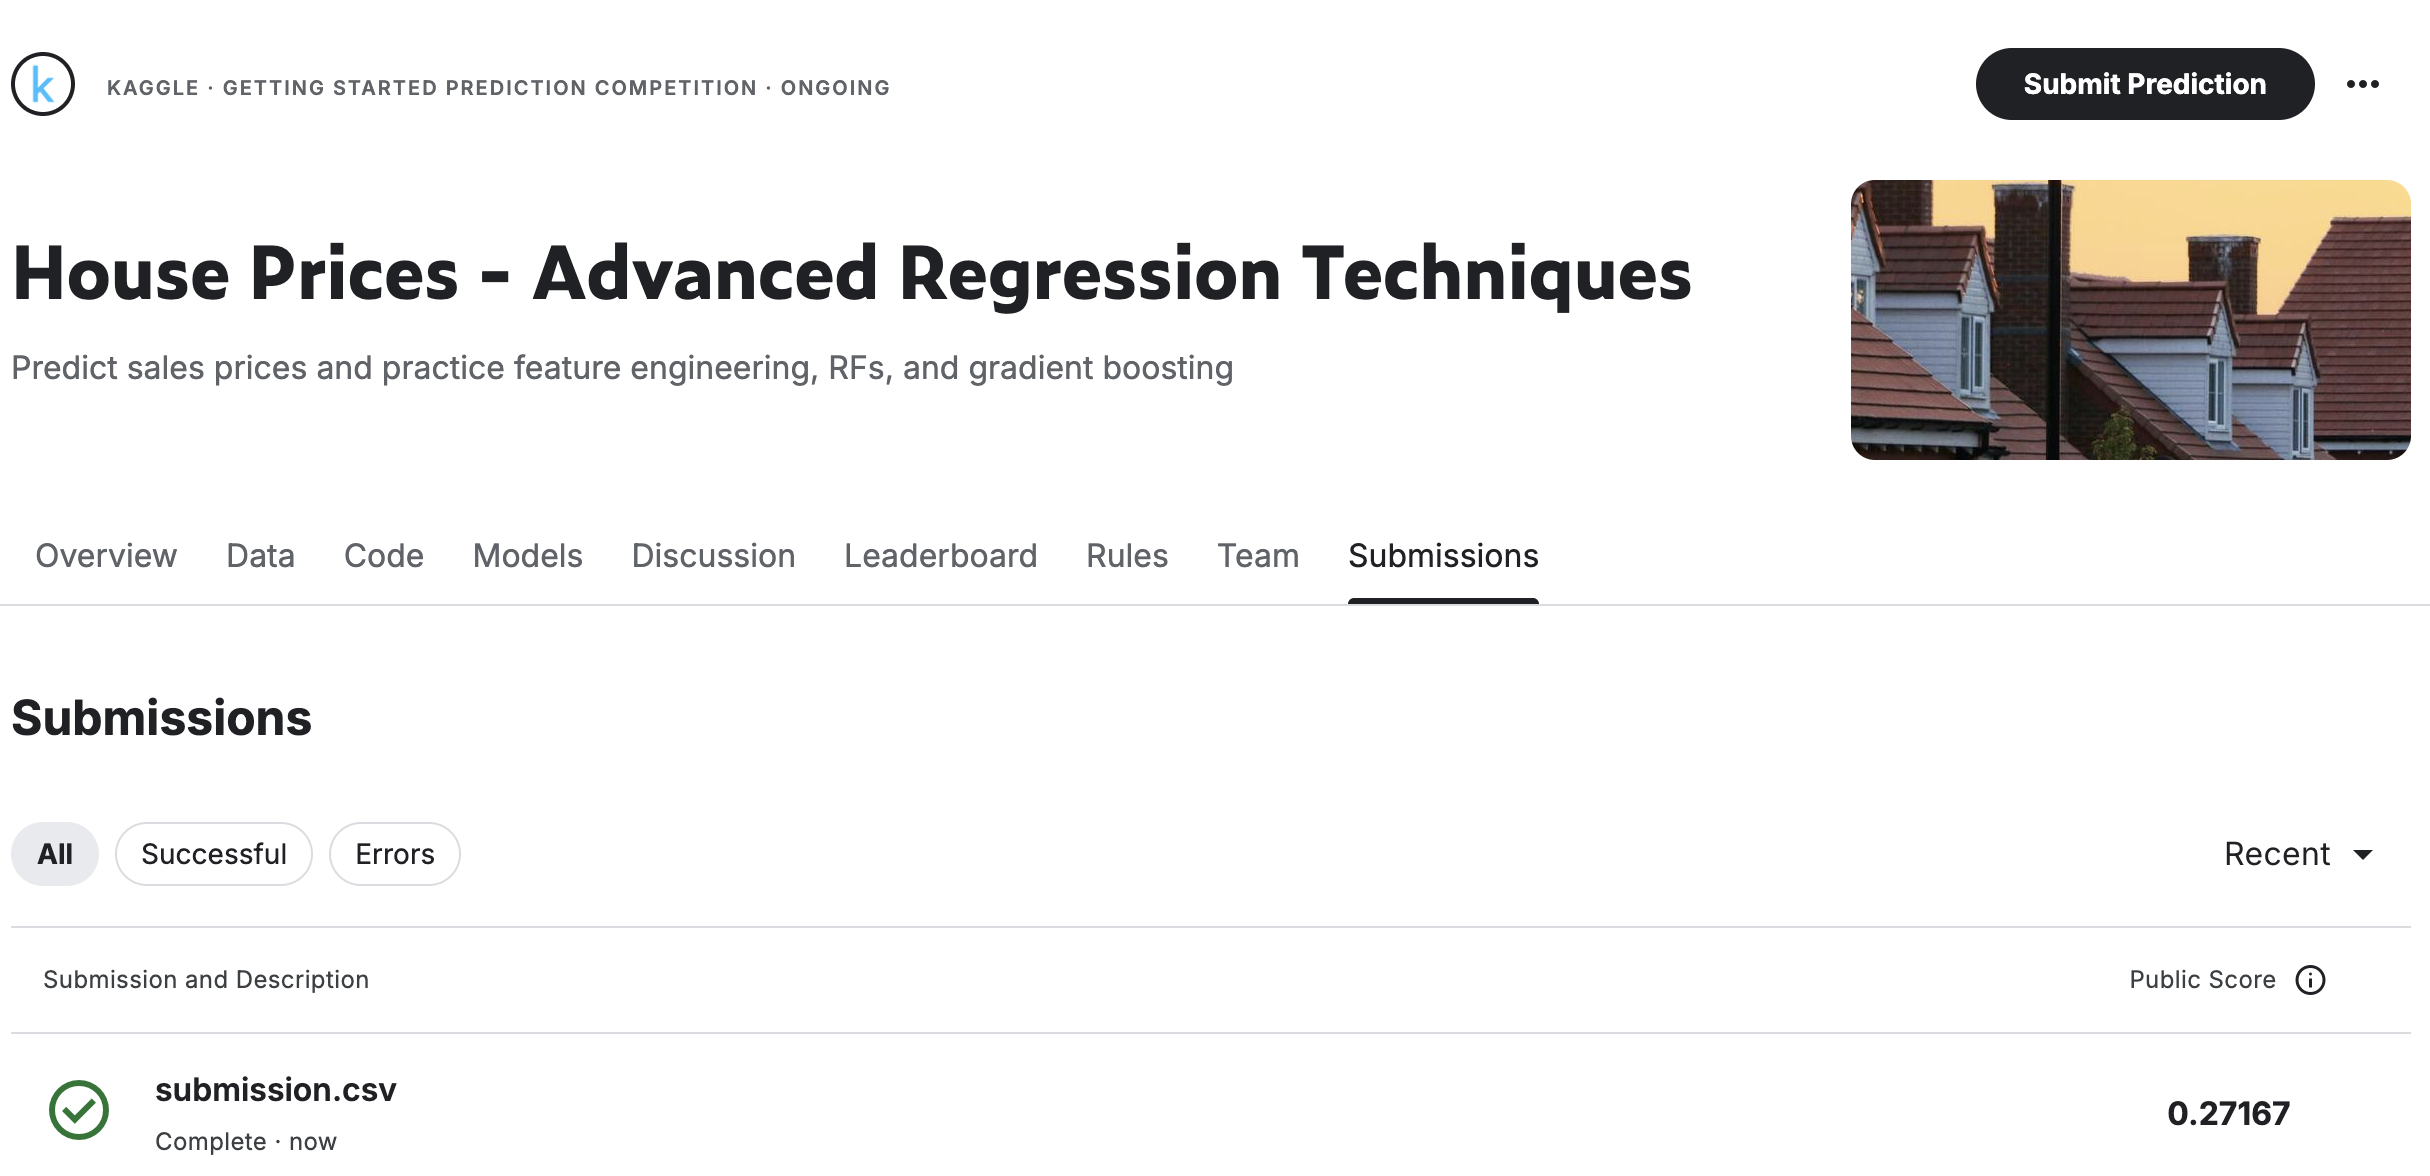 k
KAGGLE · GETTING STARTED PREDICTION COMPETITION · ONGOING
Submit Prediction
House Prices - Advanced Regression Techniques
Predict sales prices and practice feature engineering, RFs, and gradient boosting
Overview Data Code Models Discussion Leaderboard Rules Team Submissions
Submissions
All Successful Errors Recent
Submission and Description Public Score
submission.csv
Complete · now
0.27167